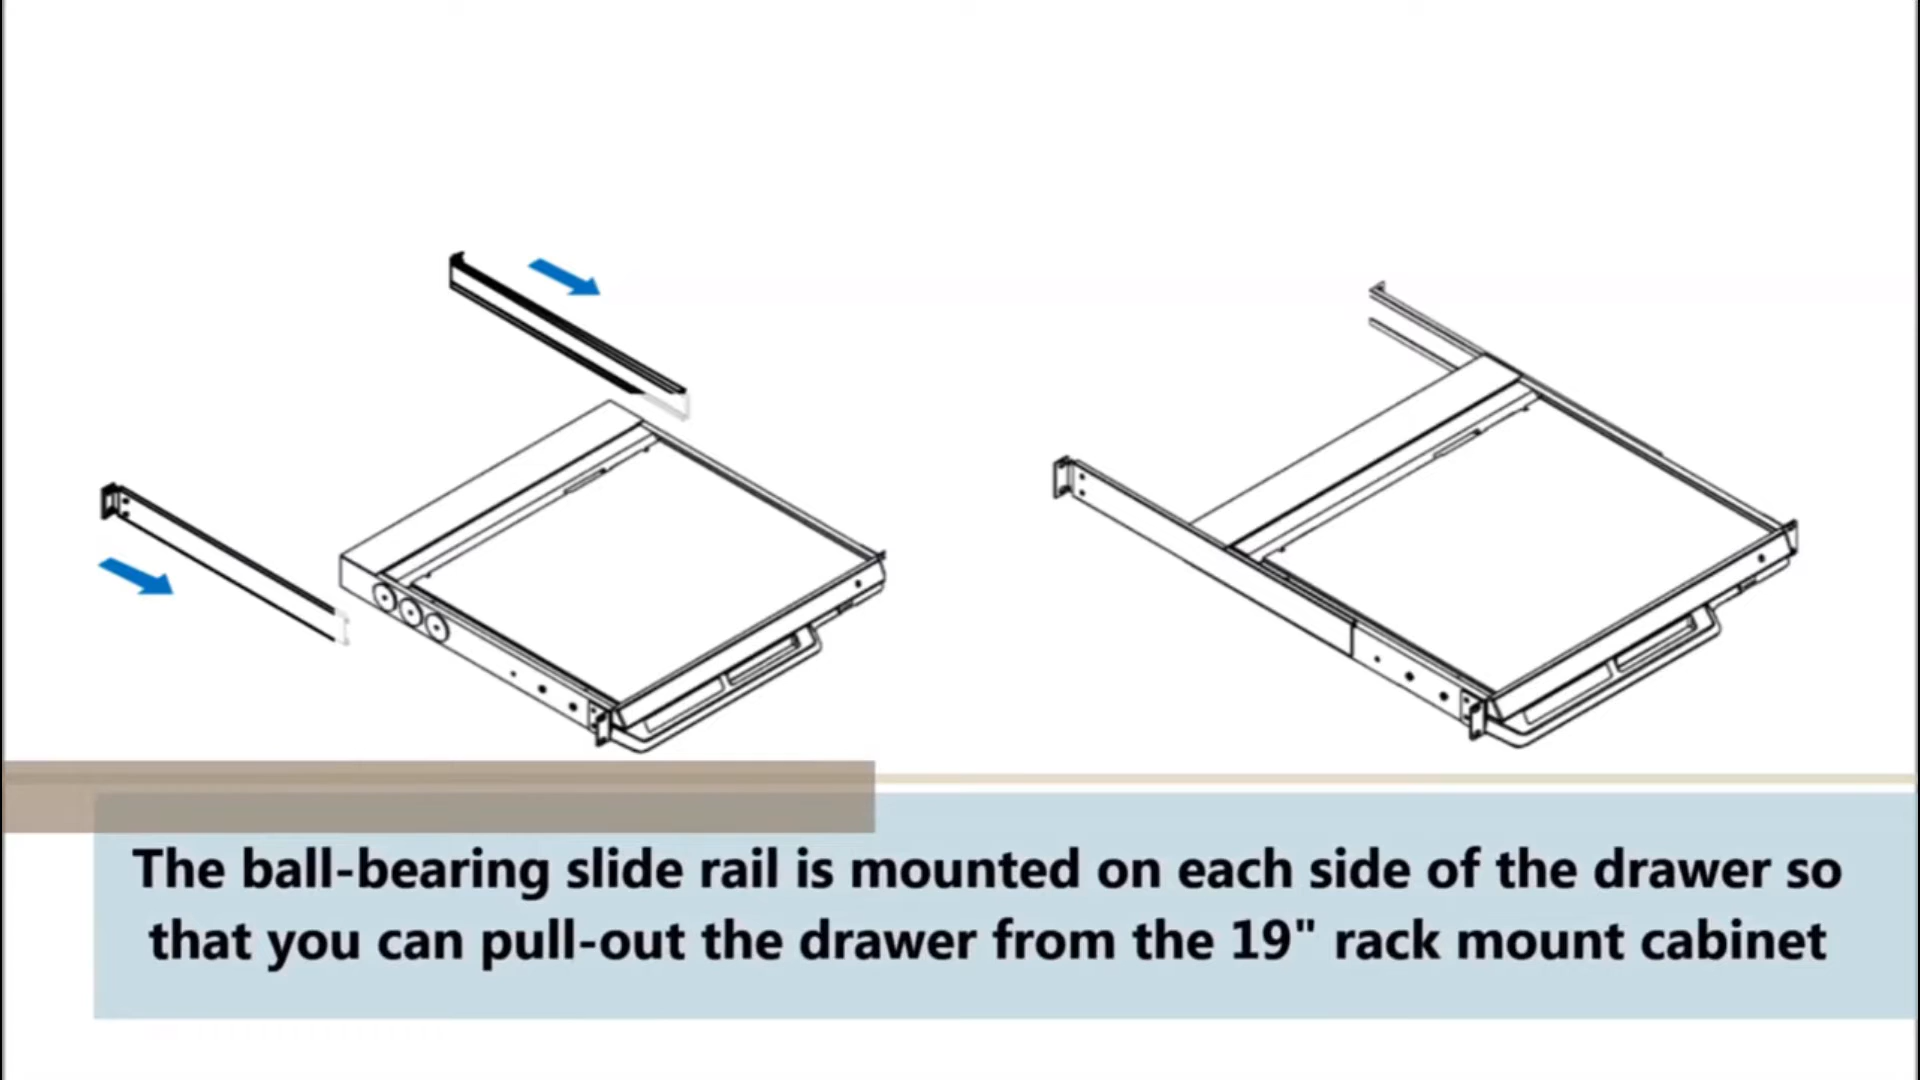 The ball-bearing slide rail is mounted on each side of the drawer so
that you can pull-out the drawer from the 19" rack mount cabinet